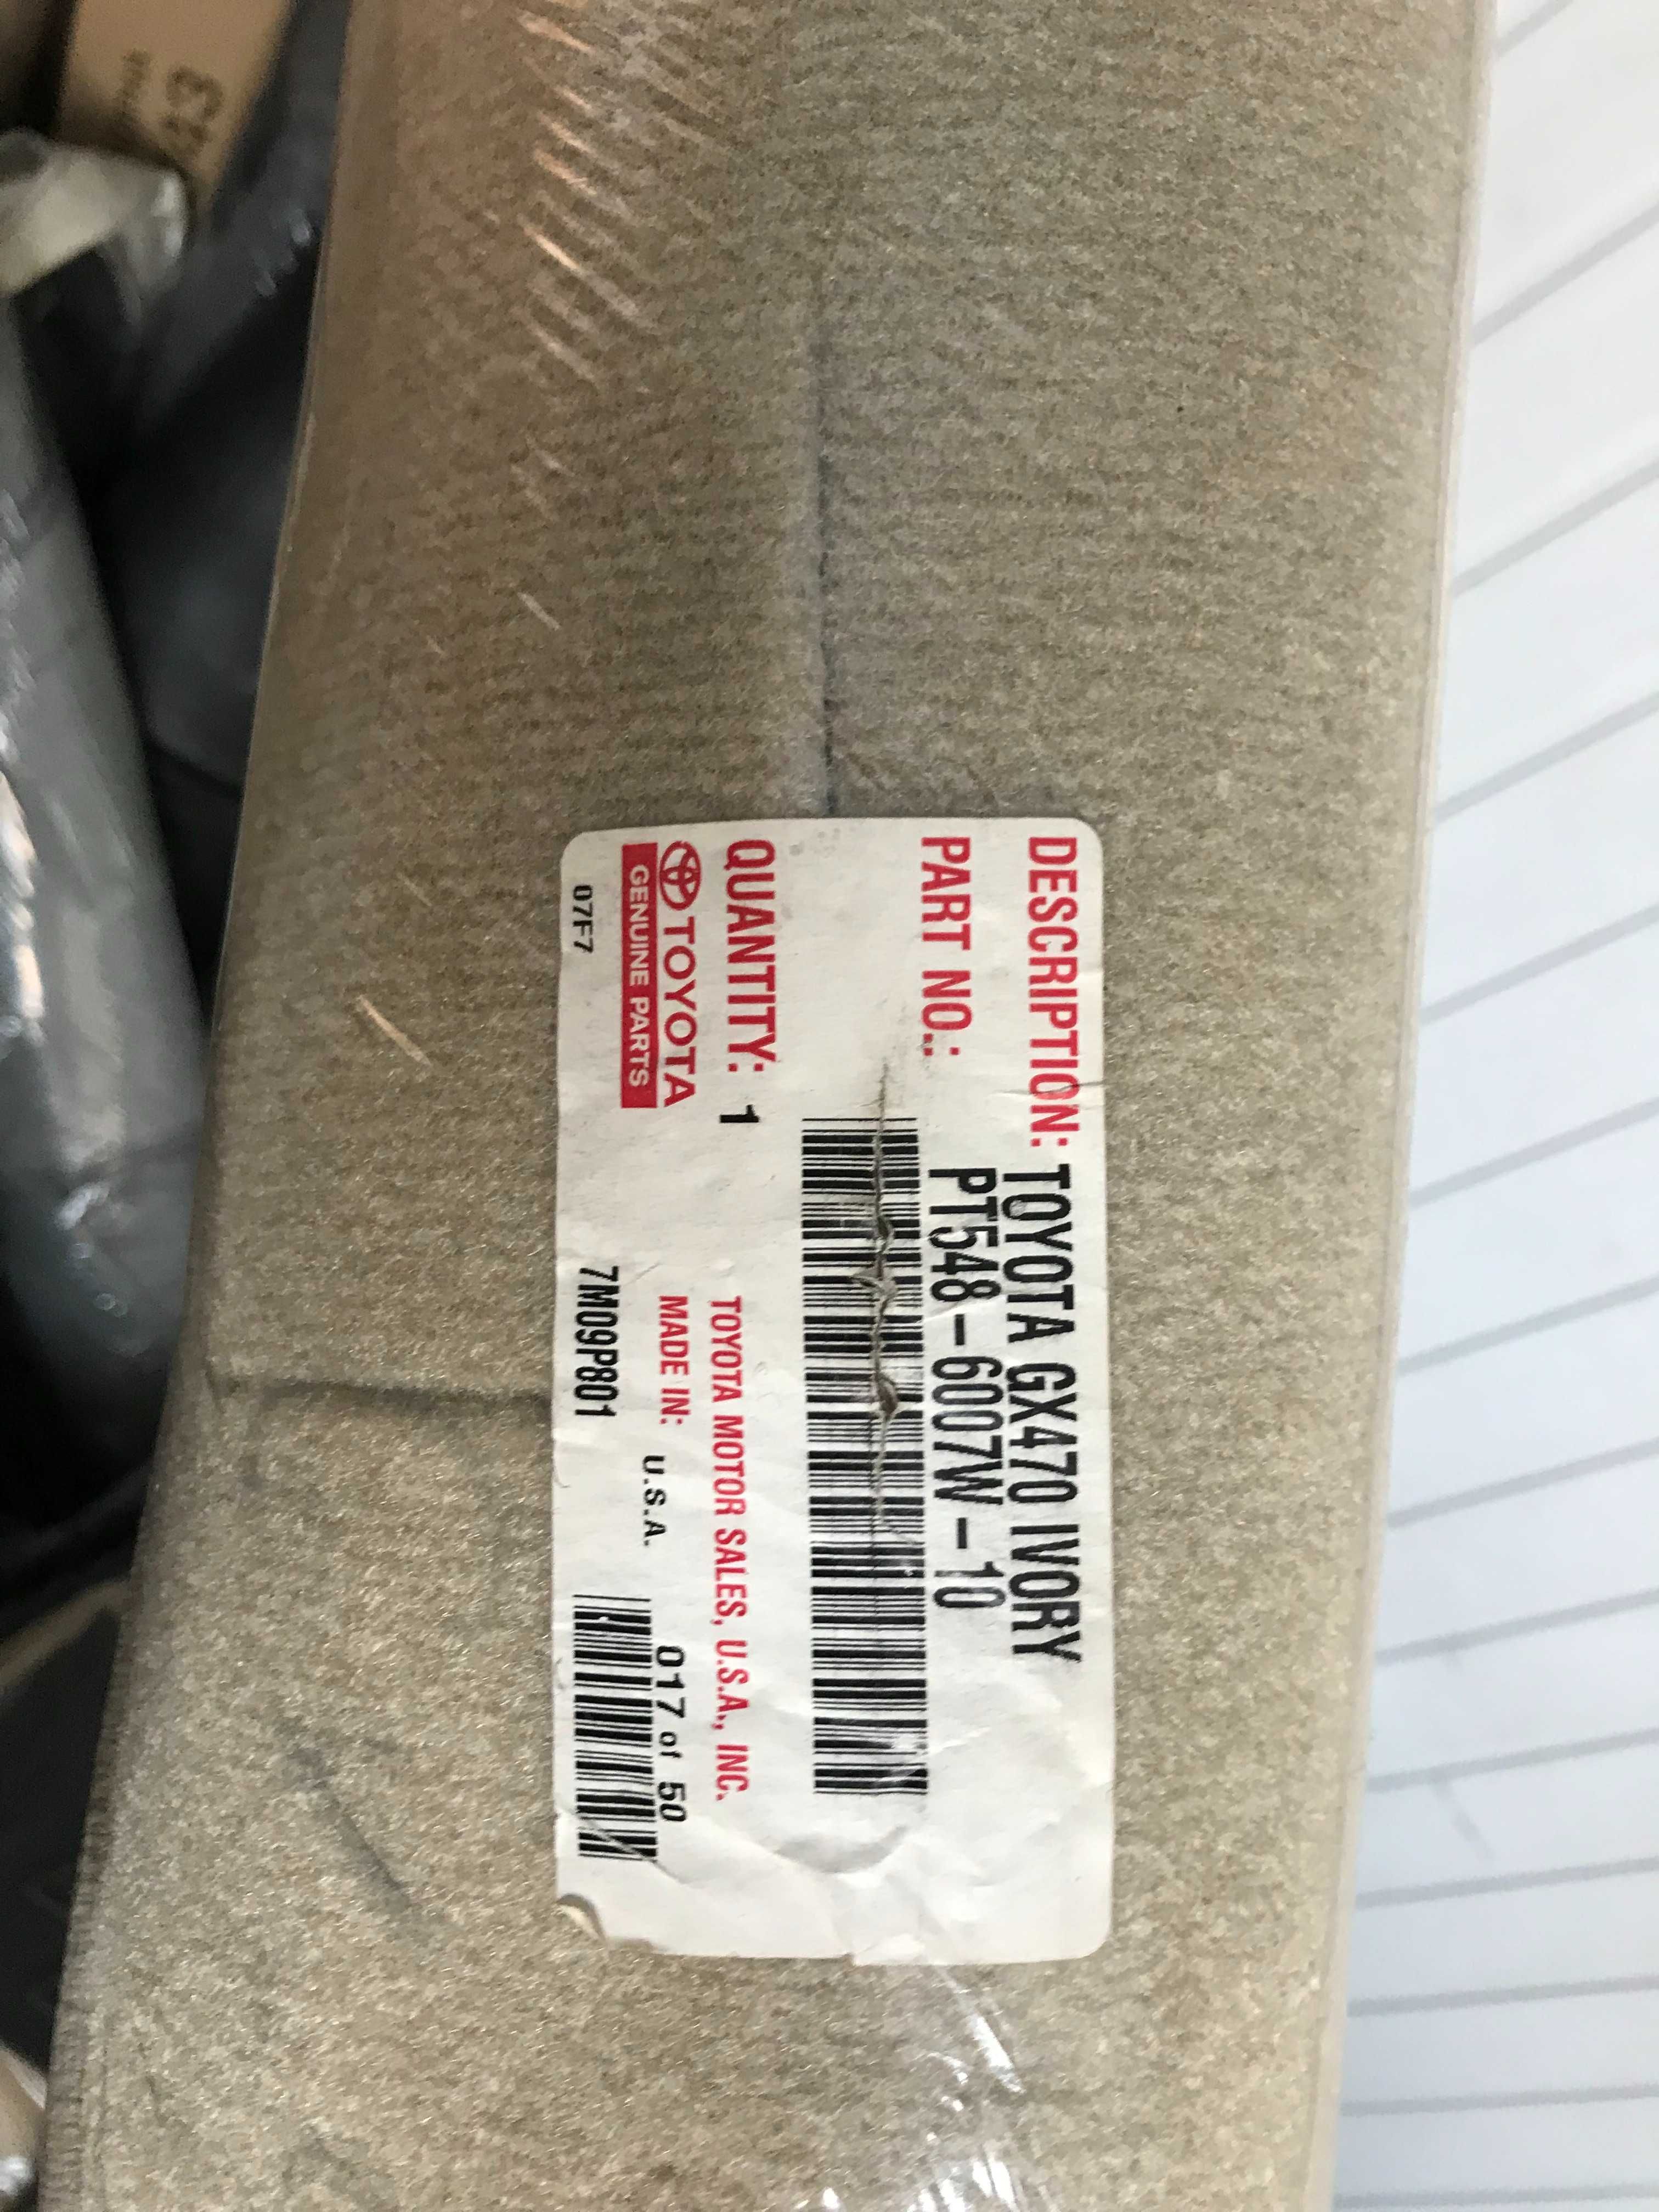 DESCRIPTION: TOYOTA GX470 IVORY
PART NO.: PT548-6007W-10
QUANTITY: 1
TOYOTA MOTOR SALES, U.S.A., INC.
TOYOTA
GENUINE PARTS
MADE IN: U.S.A.
017 of 50
07F7
7M09P801
43